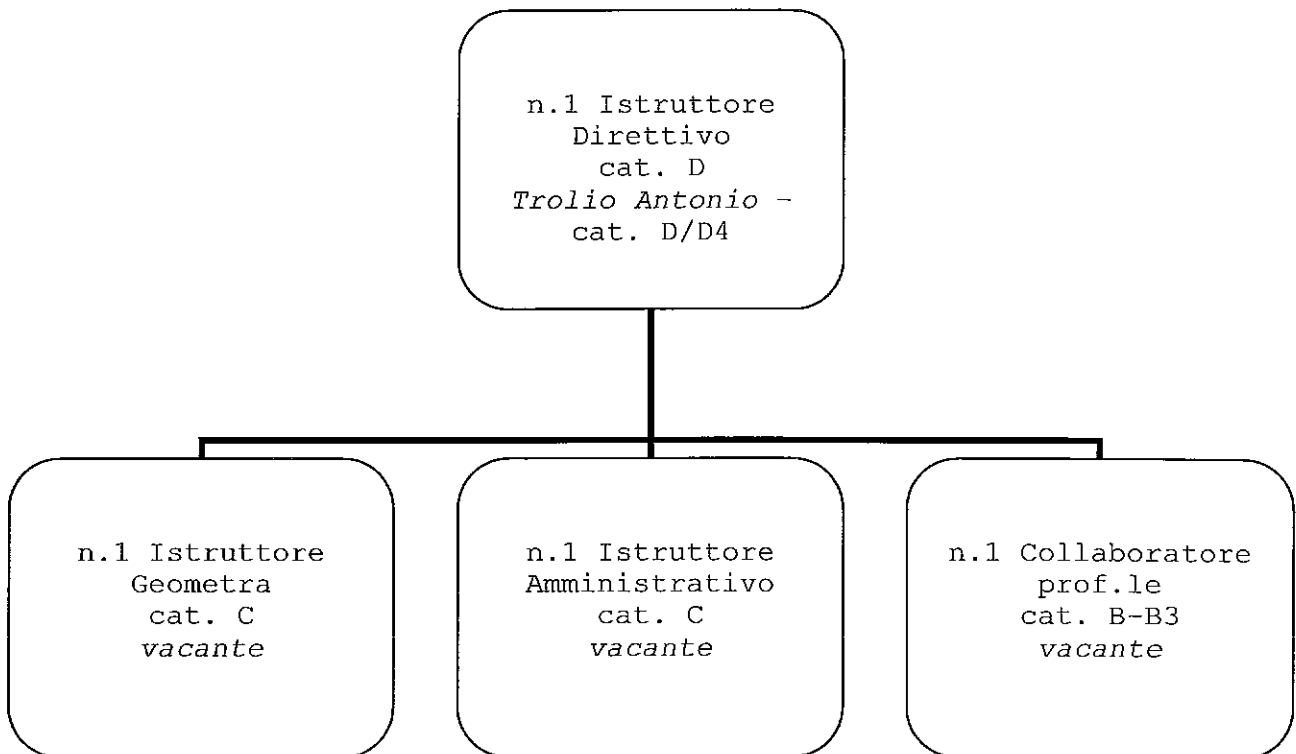 n.1 Istruttore
Direttivo
cat. D
Trolio Antonio –
cat. D/D4
n.1 Istruttore
Geometra
cat. C
vacante
n.1 Istruttore
Amministrativo
cat. C
vacante
n.1 Collaboratore
prof.le
cat. B-B3
vacante